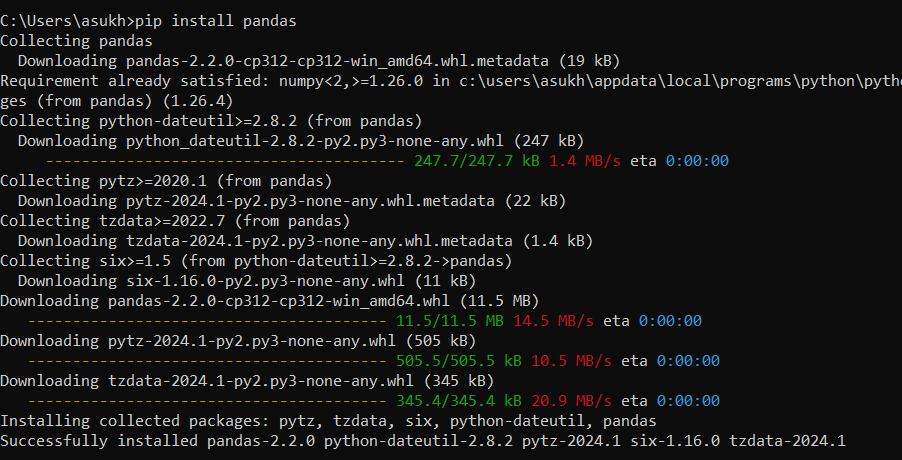 C:\Users\asukh>pip install pandas
Collecting pandas
  Downloading pandas-2.2.0-cp312-cp312-win_amd64.whl.metadata (19 kB)
Requirement already satisfied: numpy<2,>=1.26.0 in c:\users\asukh\appdata\local\programs\python\pyth
ges (from pandas) (1.26.4)
Collecting python-dateutil>=2.8.2 (from pandas)
  Downloading python_dateutil-2.8.2-py2.py3-none-any.whl (247 kB)
     ---------------------------------------- 247.7/247.7 kB 1.4 MB/s eta 0:00:00
Collecting pytz>=2020.1 (from pandas)
  Downloading pytz-2024.1-py2.py3-none-any.whl.metadata (22 kB)
Collecting tzdata>=2022.7 (from pandas)
  Downloading tzdata-2024.1-py2.py3-none-any.whl.metadata (1.4 kB)
Collecting six>=1.5 (from python-dateutil>=2.8.2->pandas)
  Downloading six-1.16.0-py2.py3-none-any.whl (11 kB)
Downloading pandas-2.2.0-cp312-cp312-win_amd64.whl (11.5 MB)
   ---------------------------------------- 11.5/11.5 MB 14.5 MB/s eta 0:00:00
Downloading pytz-2024.1-py2.py3-none-any.whl (505 kB)
   ---------------------------------------- 505.5/505.5 kB 10.5 MB/s eta 0:00:00
Downloading tzdata-2024.1-py2.py3-none-any.whl (345 kB)
   ---------------------------------------- 345.4/345.4 kB 20.9 MB/s eta 0:00:00
Installing collected packages: pytz, tzdata, six, python-dateutil, pandas
Successfully installed pandas-2.2.0 python-dateutil-2.8.2 pytz-2024.1 six-1.16.0 tzdata-2024.1